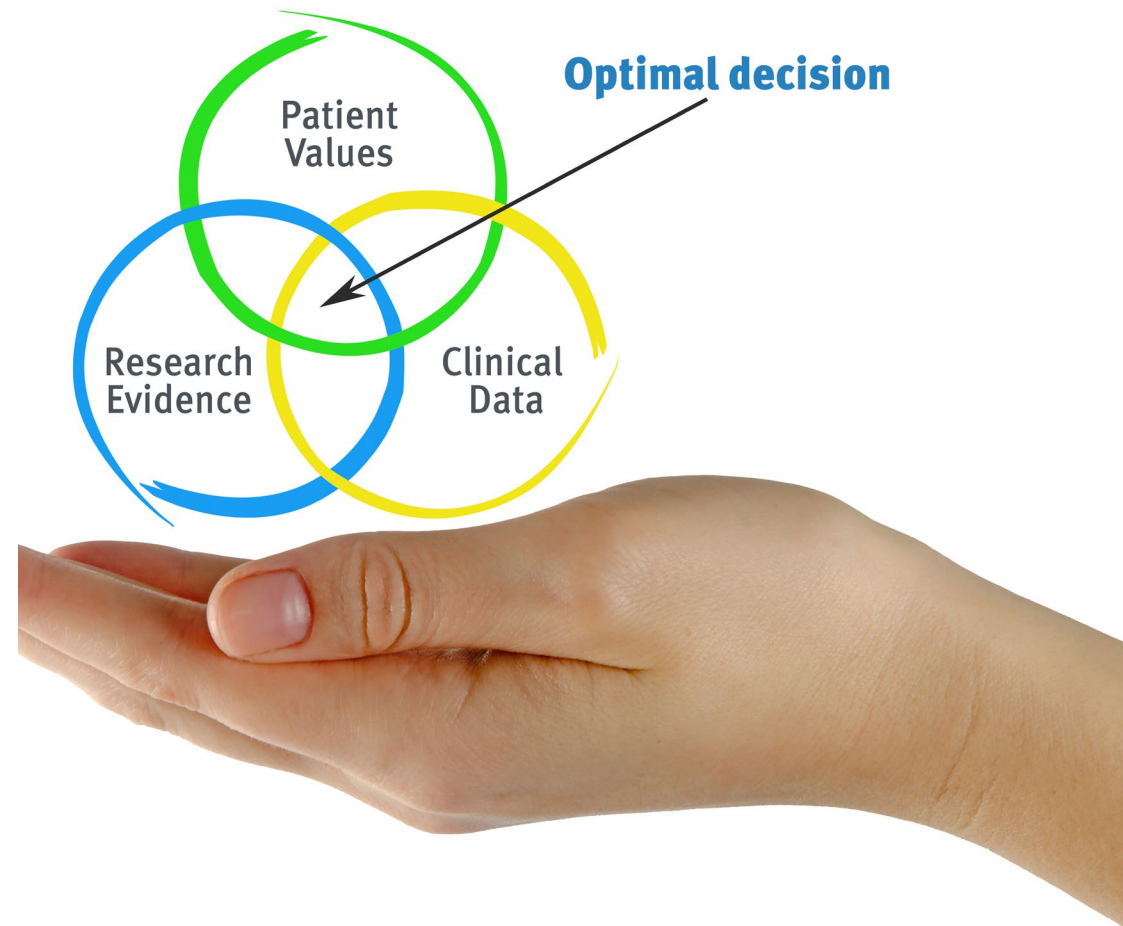 Optimal decision
Patient
Values
Research
Evidence
Clinical
Data